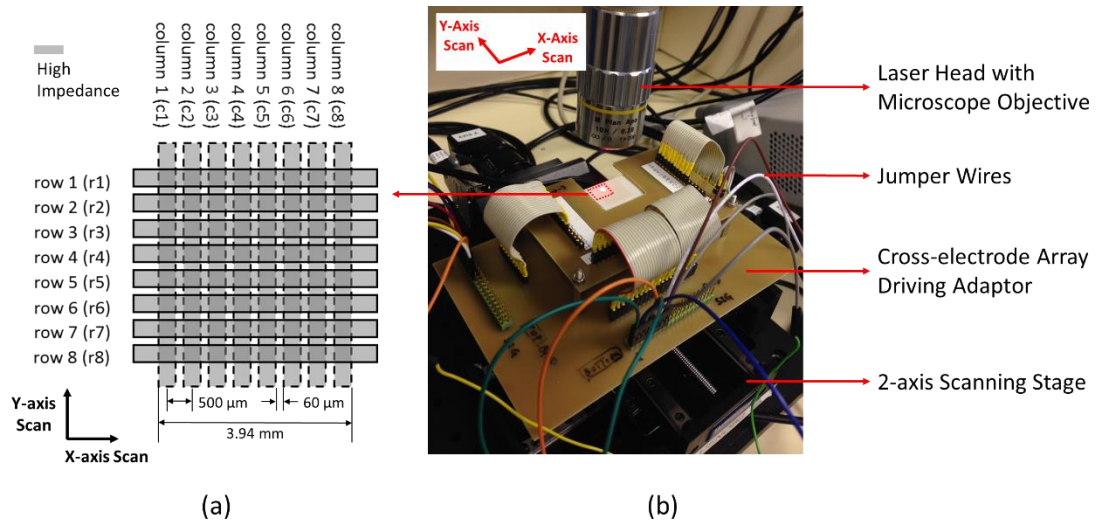 High
Impedance
column 1 (c1)
column 2 (c2)
column 3 (c3)
column 4 (c4)
column 5 (c5)
column 6 (c6)
column 7 (c7)
column 8 (c8)
row 1 (r1)
row 2 (r2)
row 3 (r3)
row 4 (r4)
row 5 (r5)
row 6 (r6)
row 7 (r7)
row 8 (r8)
500 µm
60 µm
3.94 mm
Y-axis
Scan
X-axis Scan
(a)
Y-Axis
Scan
X-Axis
Scan
Laser Head with
Microscope Objective
Jumper Wires
Cross-electrode Array
Driving Adaptor
2-axis Scanning Stage
SIG
(b)